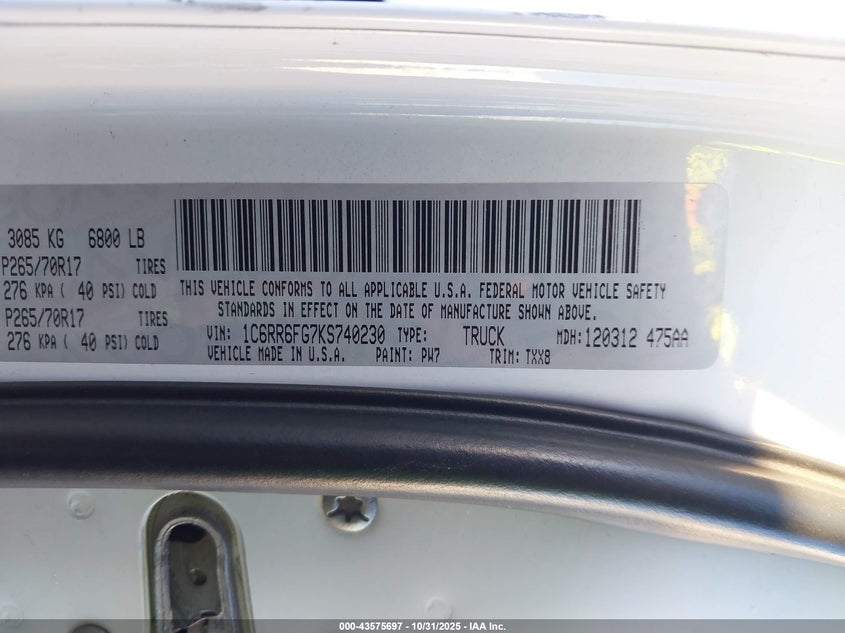 3085 KG 6800 LB
P265/70R17 TIRES
276 KPA ( 40 PSI) COLD
P265/70R17 TIRES
276 KPA ( 40 PSI) COLD
THIS VEHICLE CONFORMS TO ALL APPLICABLE U.S.A. FEDERAL MOTOR VEHICLE SAFETY
STANDARDS IN EFFECT ON THE DATE OF MANUFACTURE SHOWN ABOVE.
VIN: 1C6RR6FG7KS740230 TYPE: TRUCK MDH: 120312 475AA
VEHICLE MADE IN U.S.A. PAINT: PW7 TRIM: TXX8
000-43575697 - 10/31/2025 - IAA Inc.